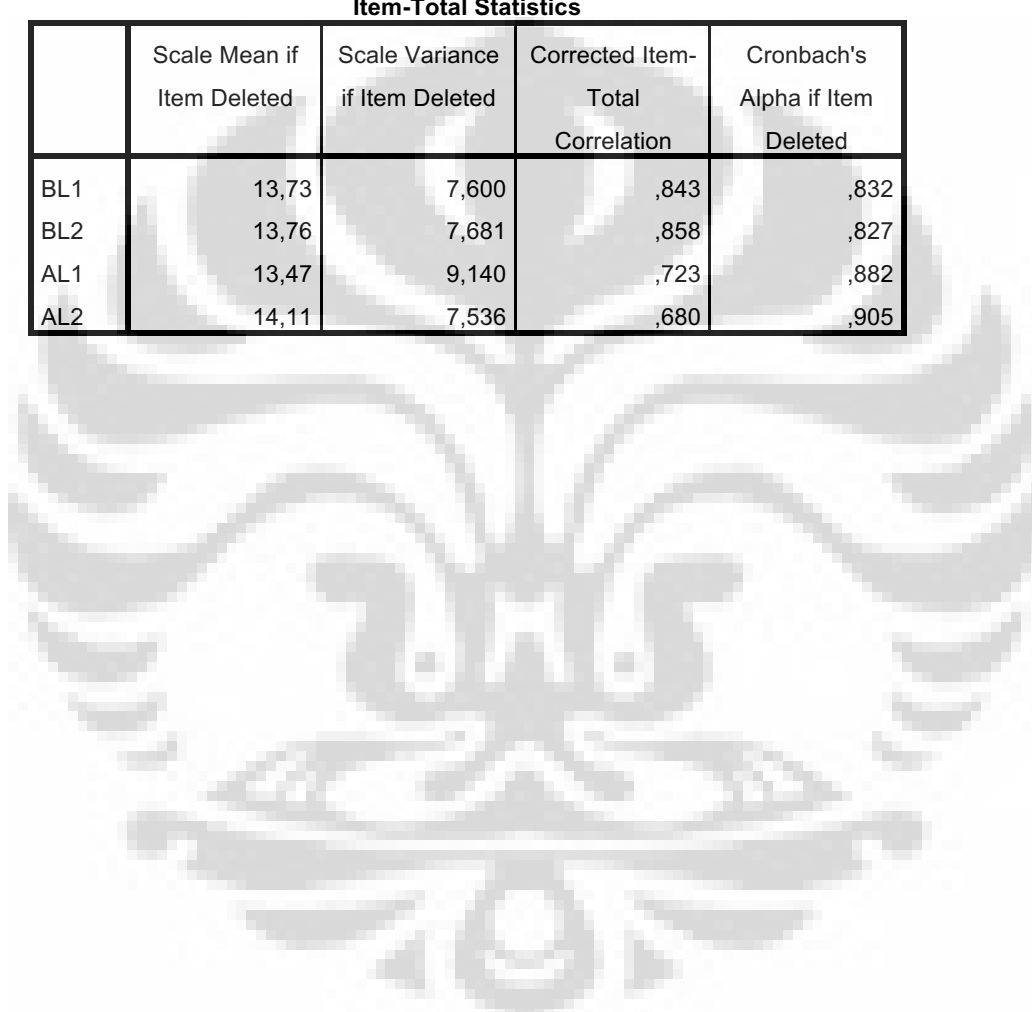 Item-Total Statistics
Scale Mean if Item Deleted Scale Variance if Item Deleted Corrected Item-Total Correlation Cronbach's Alpha if Item Deleted
BL1 13,73 7,600 ,843 ,832
BL2 13,76 7,681 ,858 ,827
AL1 13,47 9,140 ,723 ,882
AL2 14,11 7,536 ,680 ,905